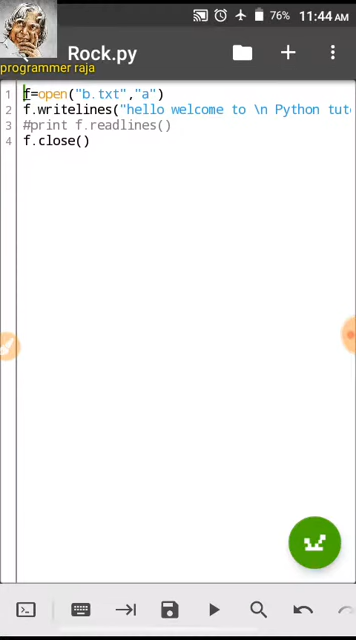 76% 11:44 AM
Rock.py
programmer raja
1 f=open("b.txt","a")
2 f.writelines("hello welcome to \n Python tut
3 #print f.readlines()
4 f.close()